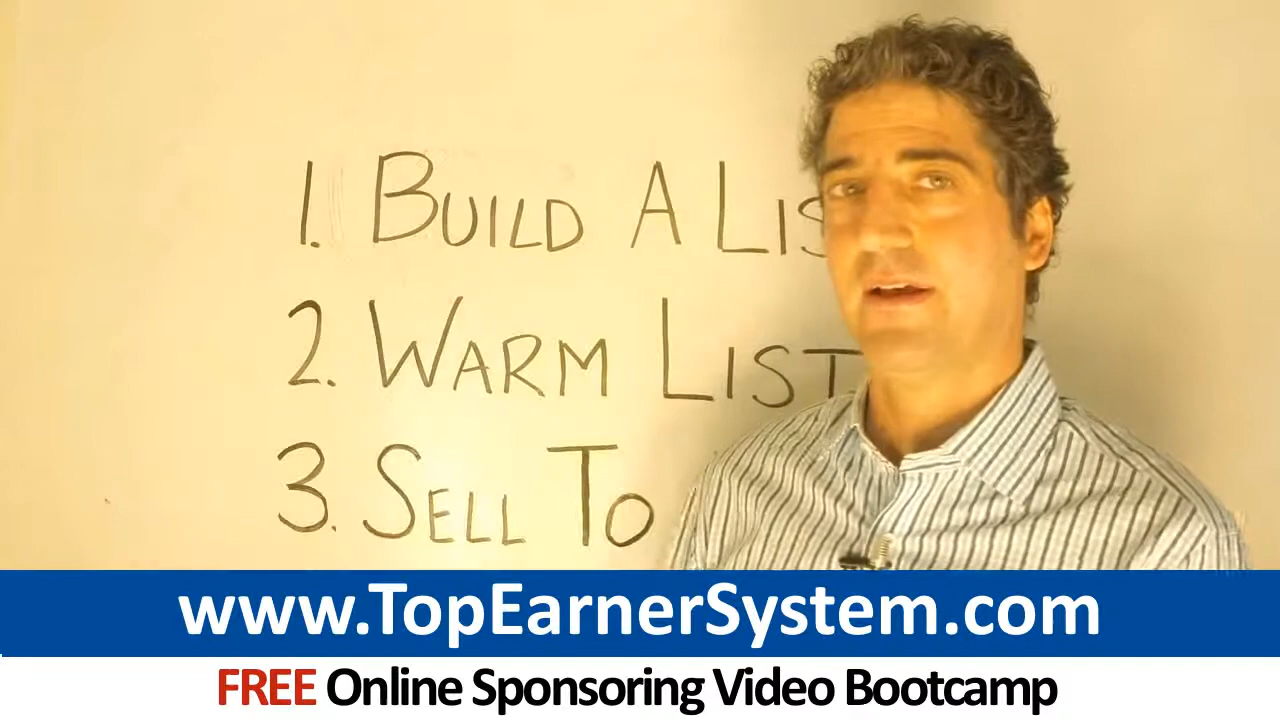 1. BUILD A LIS
2. WARM LIST
3. SELL TO
www.TopEarnerSystem.com
FREE Online Sponsoring Video Bootcamp